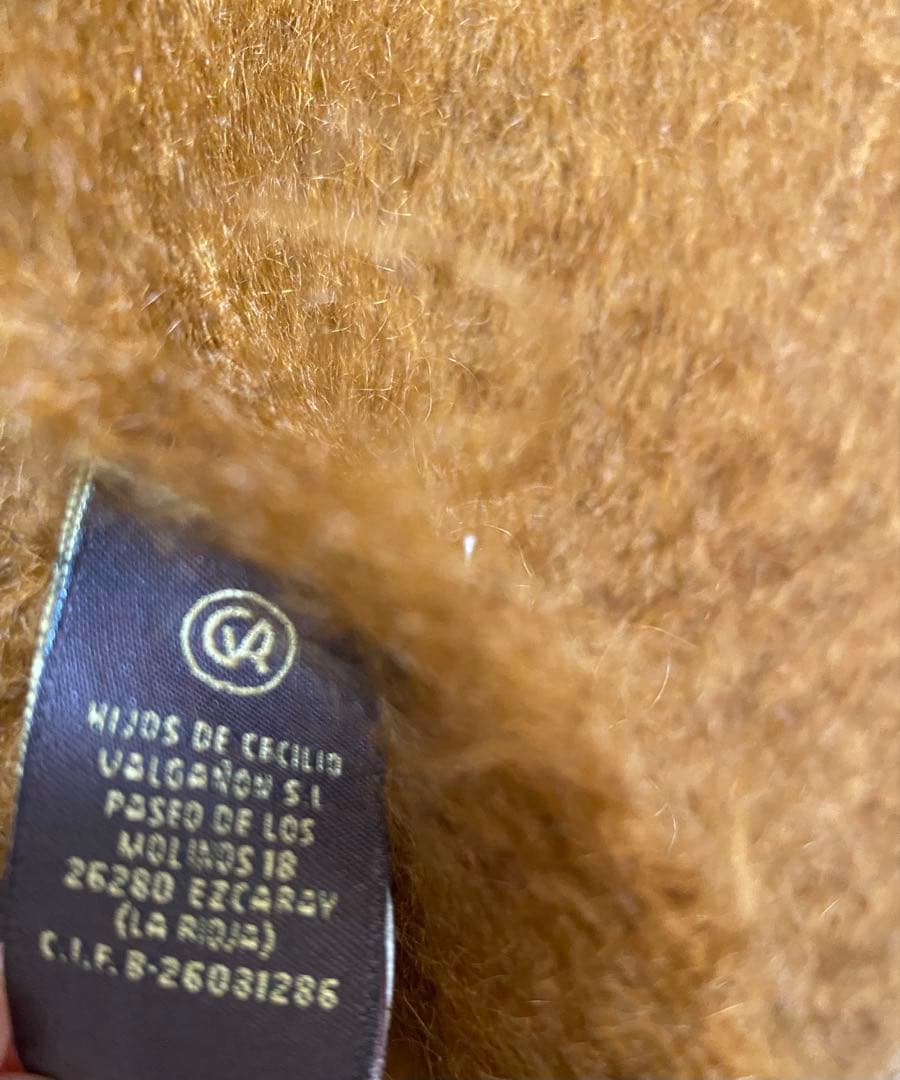 HIJOS DE CECILIO
VALGAÑON S.L
PASEO DE LOS
MOLINOS 18
26280 EZCARAY
(LA RIOJA)
C.I.F. B-26031286